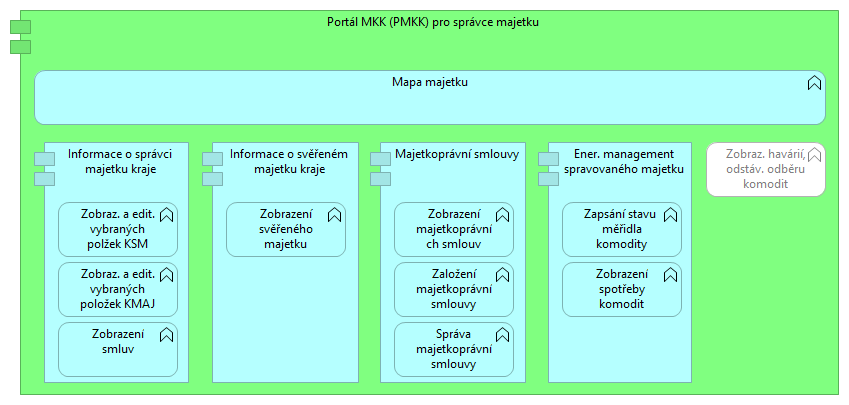 Portál MKK (PMKK) pro správce majetku
Mapa majetku
Informace o správci
majetku kraje
Zobraz. a edit.
vybraných
polžek KSM
Zobraz. a edit.
vybraných
položek KMAJ
Zobrazení
smluv
Informace o svěřeném
majetku kraje
Zobrazení
svěřeného
majetku
Majetkoprávní smlouvy
Zobrazení
majetkoprávní
ch smlouv
Založení
majetkoprávní
smlouvy
Správa
majetkoprávní
smlouvy
Ener. management
spravovaného majetku
Zapsání stavu
měřidla
komodity
Zobrazení
spotřeby
komodit
Zobraz. havárií,
odstáv. odběru
komodit